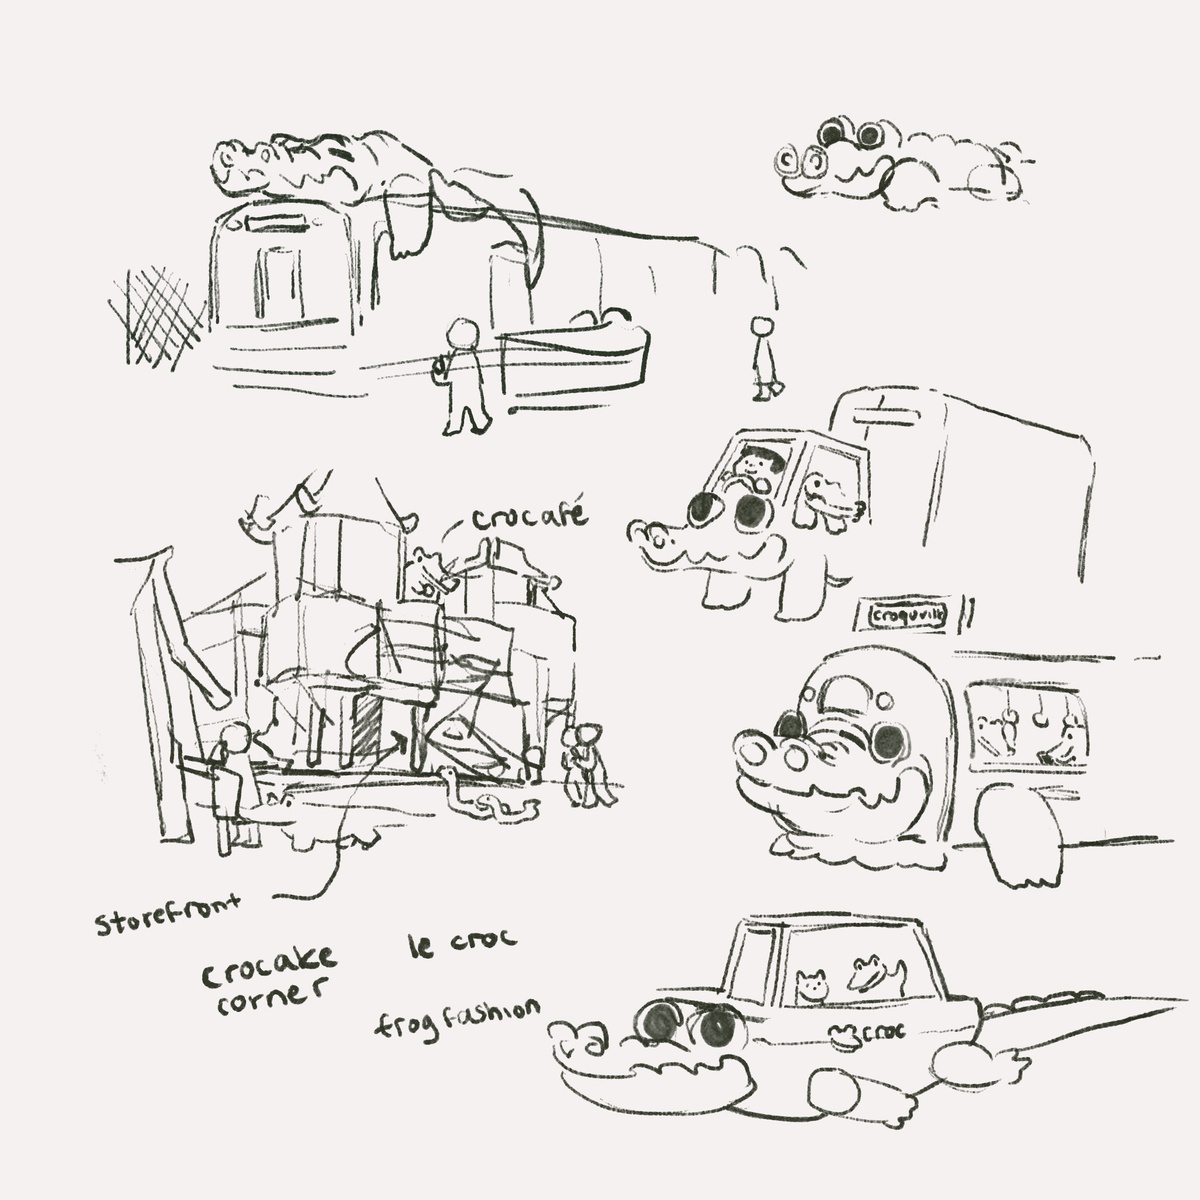 crocafé
croquville
croc
storefront
crocake
corner
le croc
frog fashion